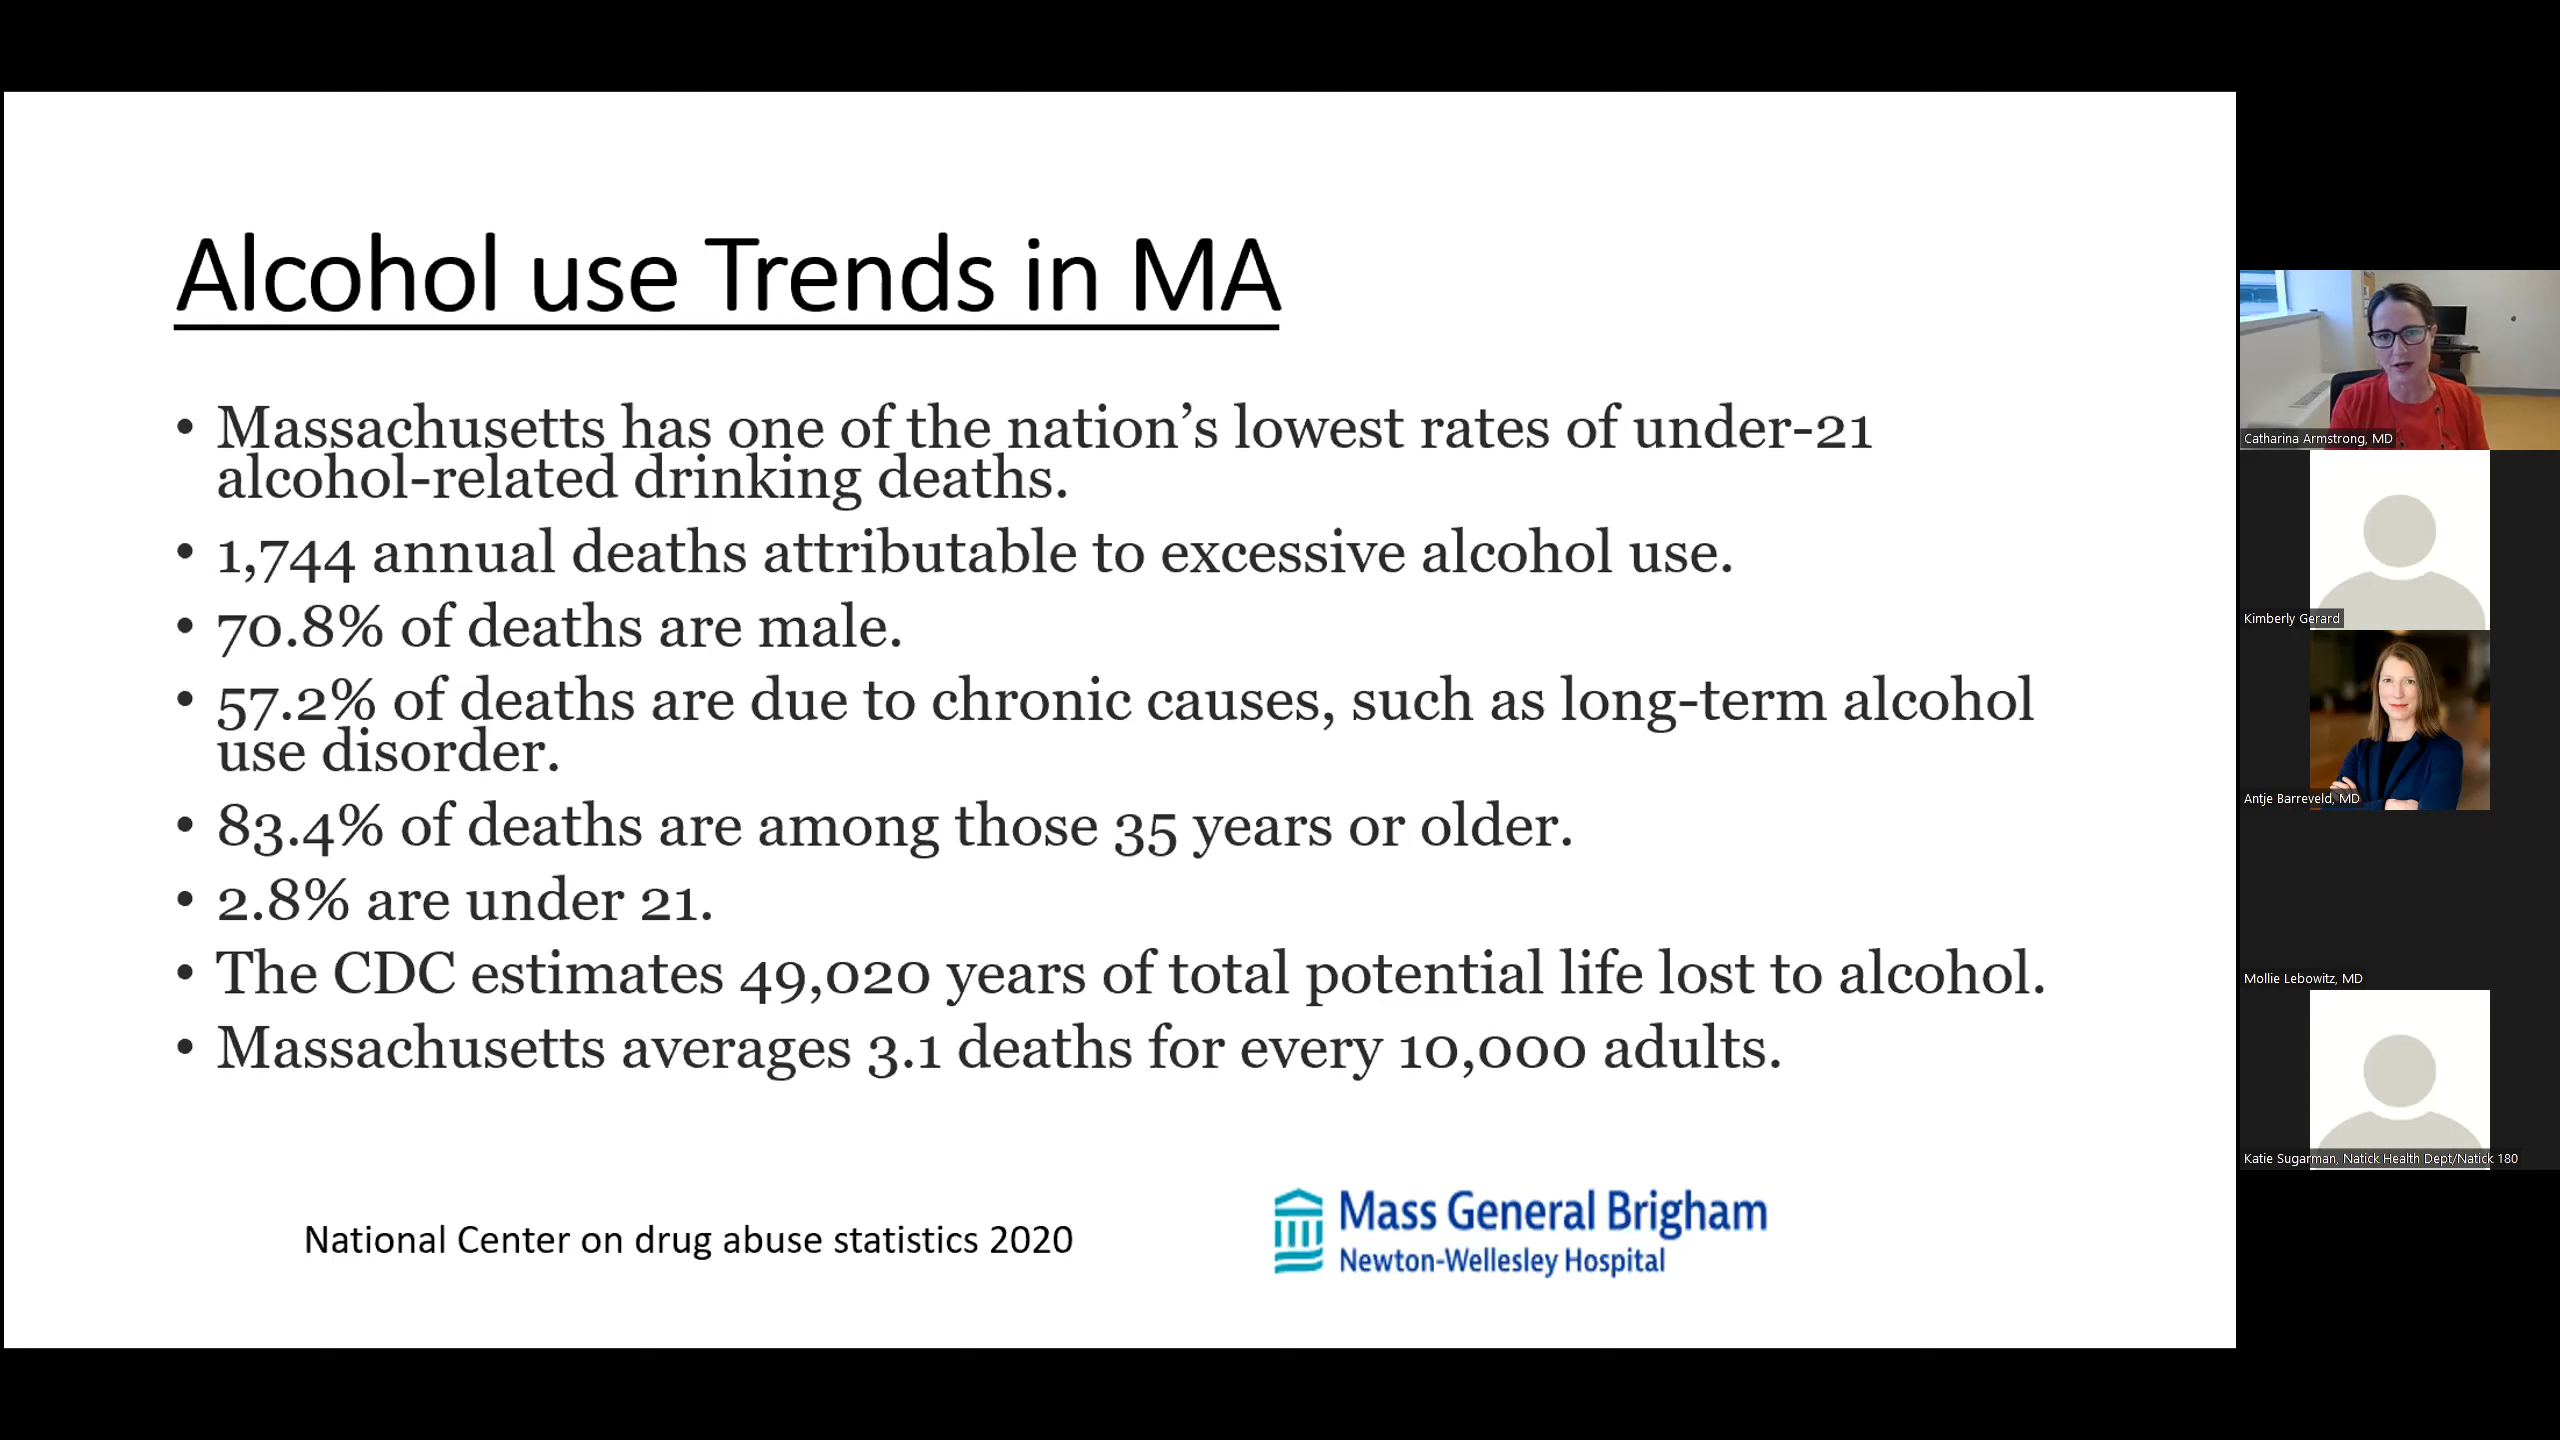 Alcohol use Trends in MA
• Massachusetts has one of the nation’s lowest rates of under-21
alcohol-related drinking deaths.
• 1,744 annual deaths attributable to excessive alcohol use.
• 70.8% of deaths are male.
• 57.2% of deaths are due to chronic causes, such as long-term alcohol
use disorder.
• 83.4% of deaths are among those 35 years or older.
• 2.8% are under 21.
• The CDC estimates 49,020 years of total potential life lost to alcohol.
• Massachusetts averages 3.1 deaths for every 10,000 adults.
National Center on drug abuse statistics 2020
Mass General Brigham
Newton-Wellesley Hospital
Catharina Armstrong, MD
Kimberly Gerard
Antje Barreveld, MD
Mollie Lebowitz, MD
Katie Sugarman, Natick Health Dept/Natick 180